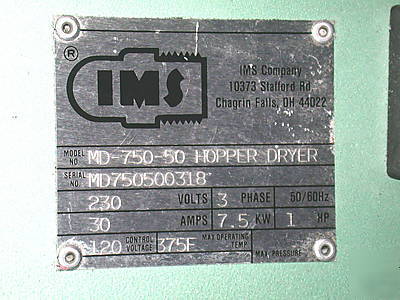 ®
IMS
IMS Company
10373 Stafford Rd
Chagrin Falls, OH 44022
MODEL NO. MD-750-50 HOPPER DRYER
SERIAL NO. MD750500318
230 VOLTS 3 PHASE 50/60Hz
30 AMPS 7.5 KW 1 HP
120 CONTROL VOLTAGE 375F MAX OPERATING TEMP. MAX PRESSURE